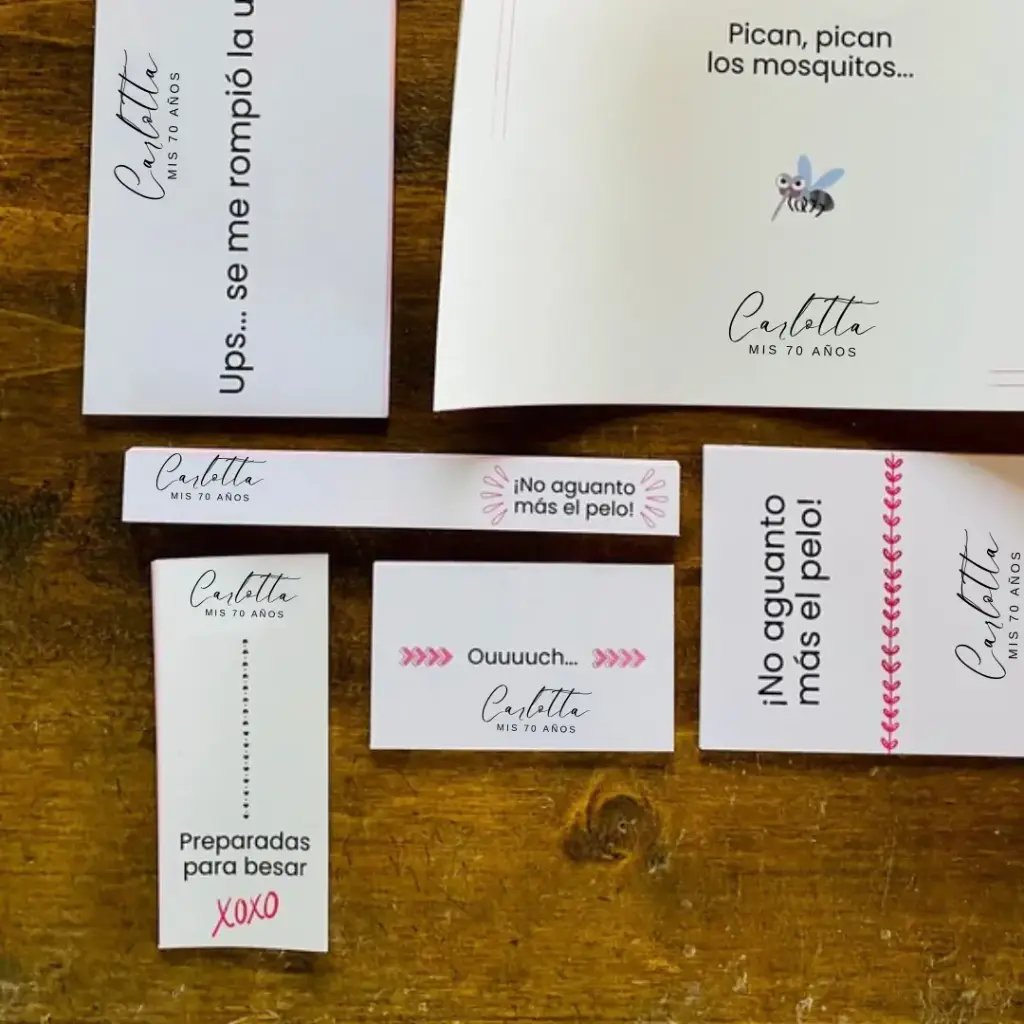 Carlotta
MIS 70 AÑOS
Ups... se me rompió la
Pican, pican
los mosquitos...
Carlotta
MIS 70 AÑOS
Carlotta
MIS 70 AÑOS
¡No aguanto
más el pelo!
¡No aguanto
más el pelo!
Carlotta
MIS 70 AÑOS
Carlotta
MIS 70 AÑOS
Preparadas
para besar
XOXO
Ouuuuch...
Carlotta
MIS 70 AÑOS